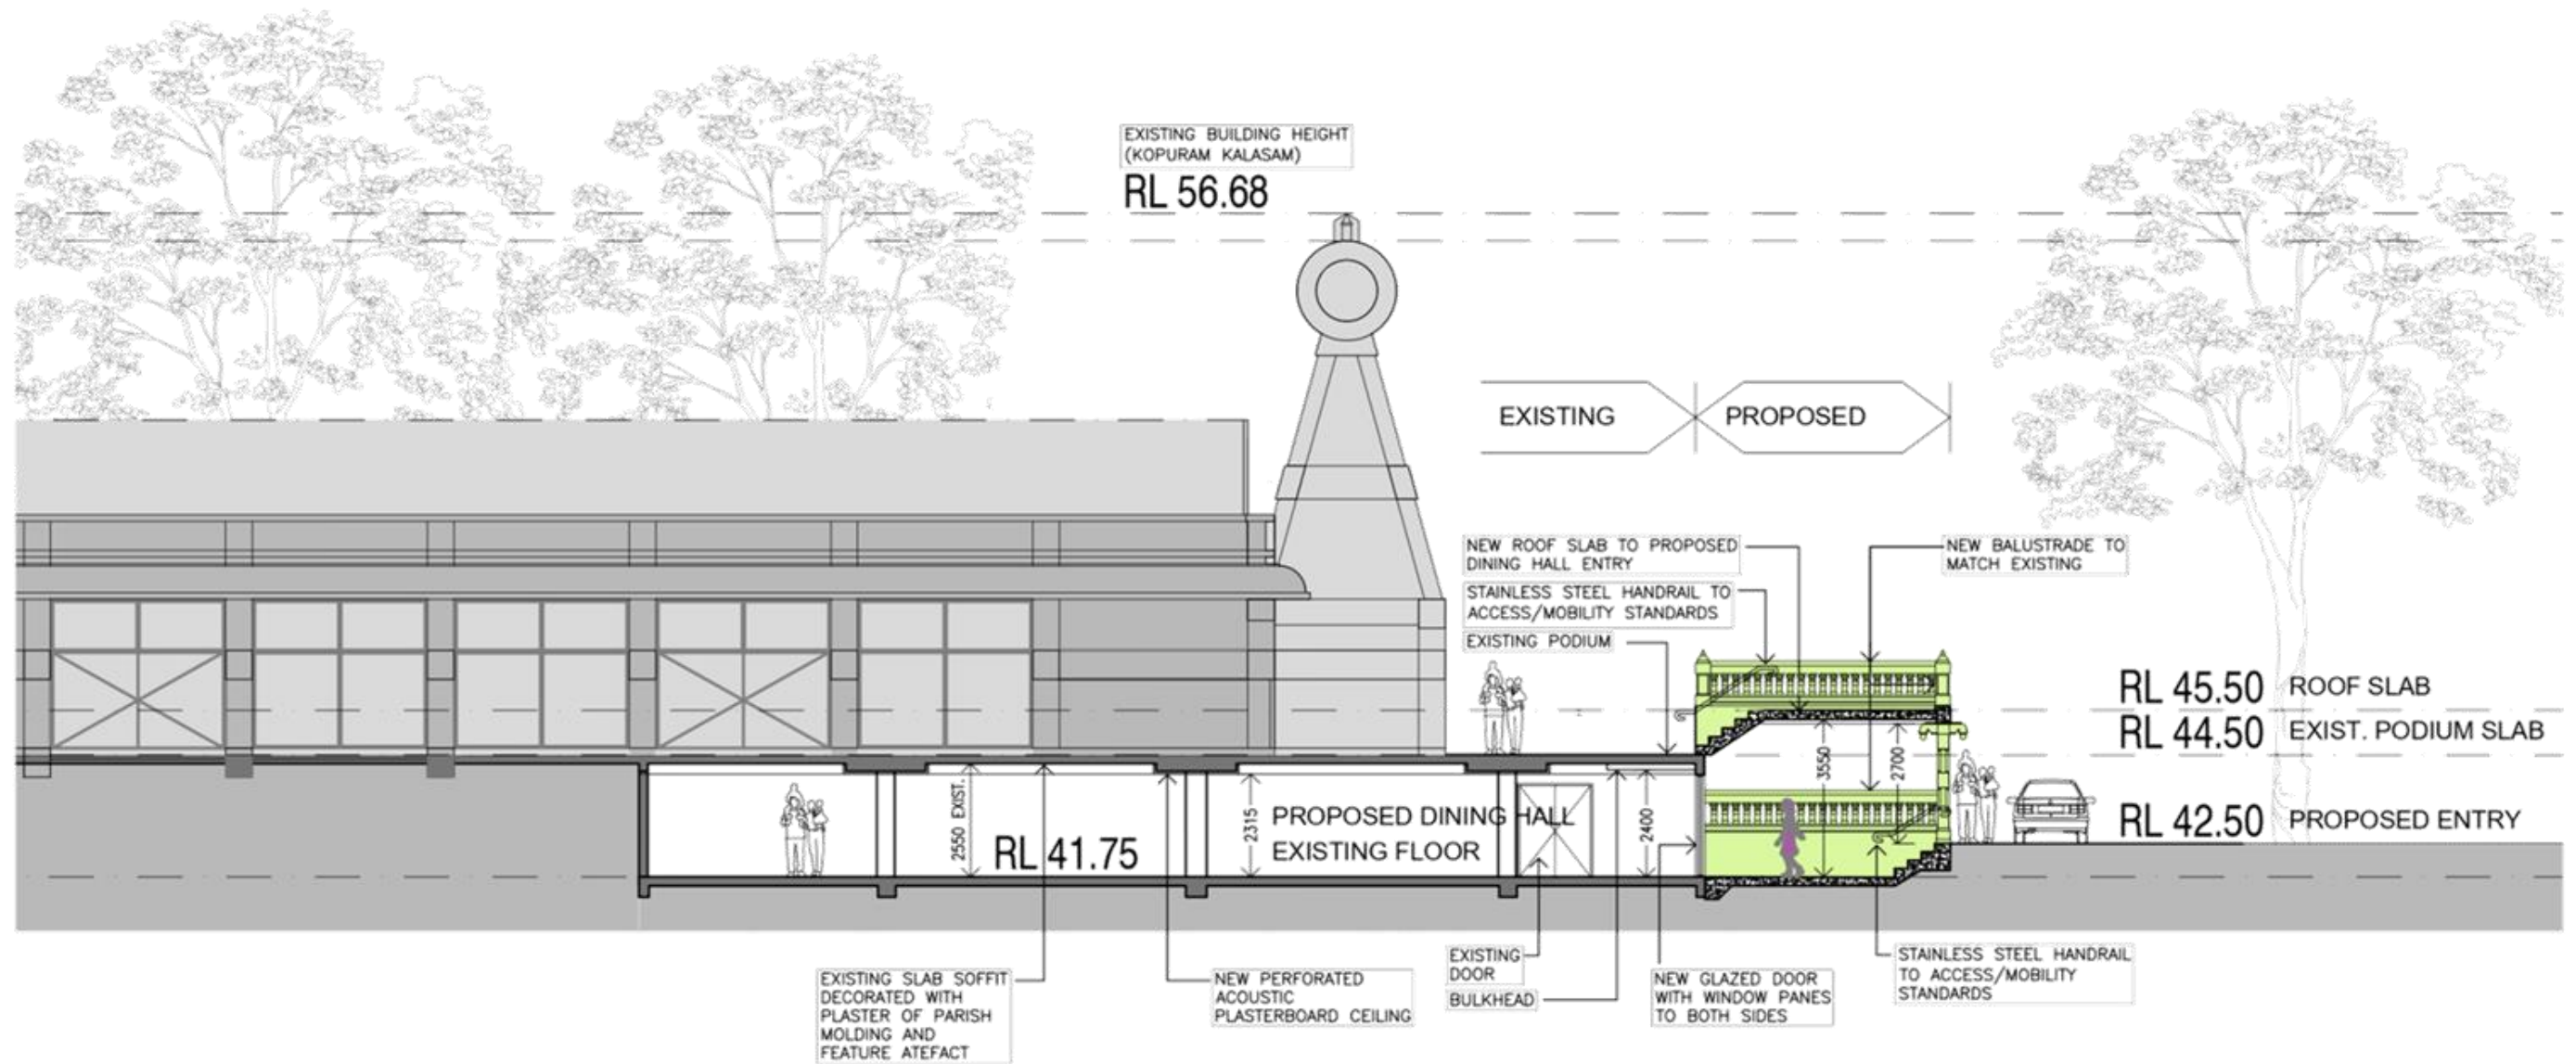 EXISTING BUILDING HEIGHT
(KOPURAM KALASAM)
RL 56.68
EXISTING
PROPOSED
NEW ROOF SLAB TO PROPOSED
DINING HALL ENTRY
NEW BALUSTRADE TO
MATCH EXISTING
STAINLESS STEEL HANDRAIL TO
ACCESS/MOBILITY STANDARDS
EXISTING PODIUM
RL 45.50 ROOF SLAB
RL 44.50 EXIST. PODIUM SLAB
RL 42.50 PROPOSED ENTRY
3550
2700
2550 EXIST.
RL 41.75
2315
PROPOSED DINING HALL
EXISTING FLOOR
2400
EXISTING SLAB SOFFIT
DECORATED WITH
PLASTER OF PARISH
MOLDING AND
FEATURE ATEFACT
NEW PERFORATED
ACOUSTIC
PLASTERBOARD CEILING
EXISTING
DOOR
BULKHEAD
NEW GLAZED DOOR
WITH WINDOW PANES
TO BOTH SIDES
STAINLESS STEEL HANDRAIL
TO ACCESS/MOBILITY
STANDARDS